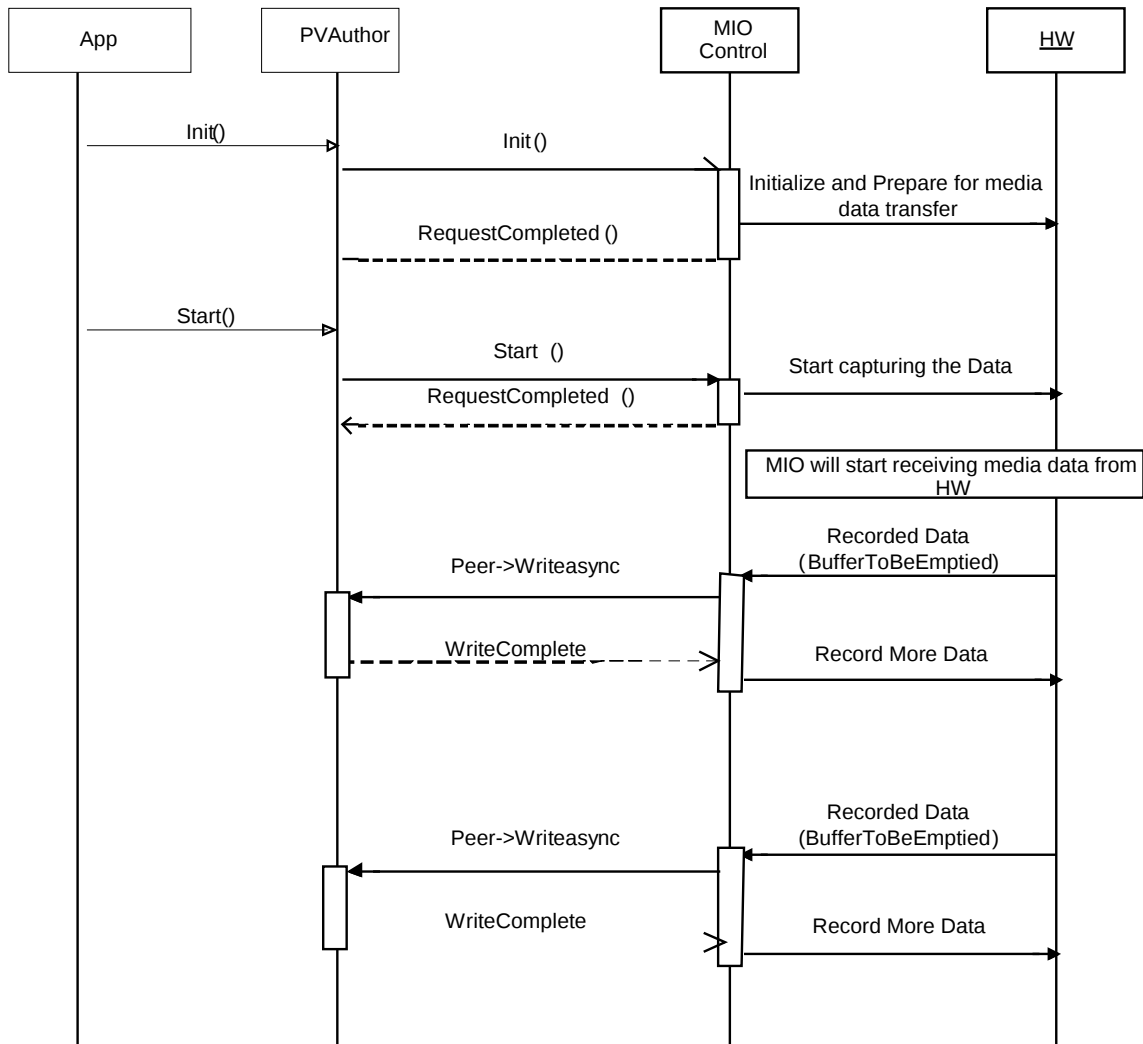 App
PVAuthor
MIO
Control
HW
Init()
Init()
Initialize and Prepare for media
data transfer
RequestCompleted ()
Start()
Start ()
Start capturing the Data
RequestCompleted ()
MIO will start receiving media data from
HW
Recorded Data
(BufferToBeEmptied)
Peer->Writeasync
WriteComplete
Record More Data
Recorded Data
(BufferToBeEmptied)
Peer->Writeasync
WriteComplete
Record More Data